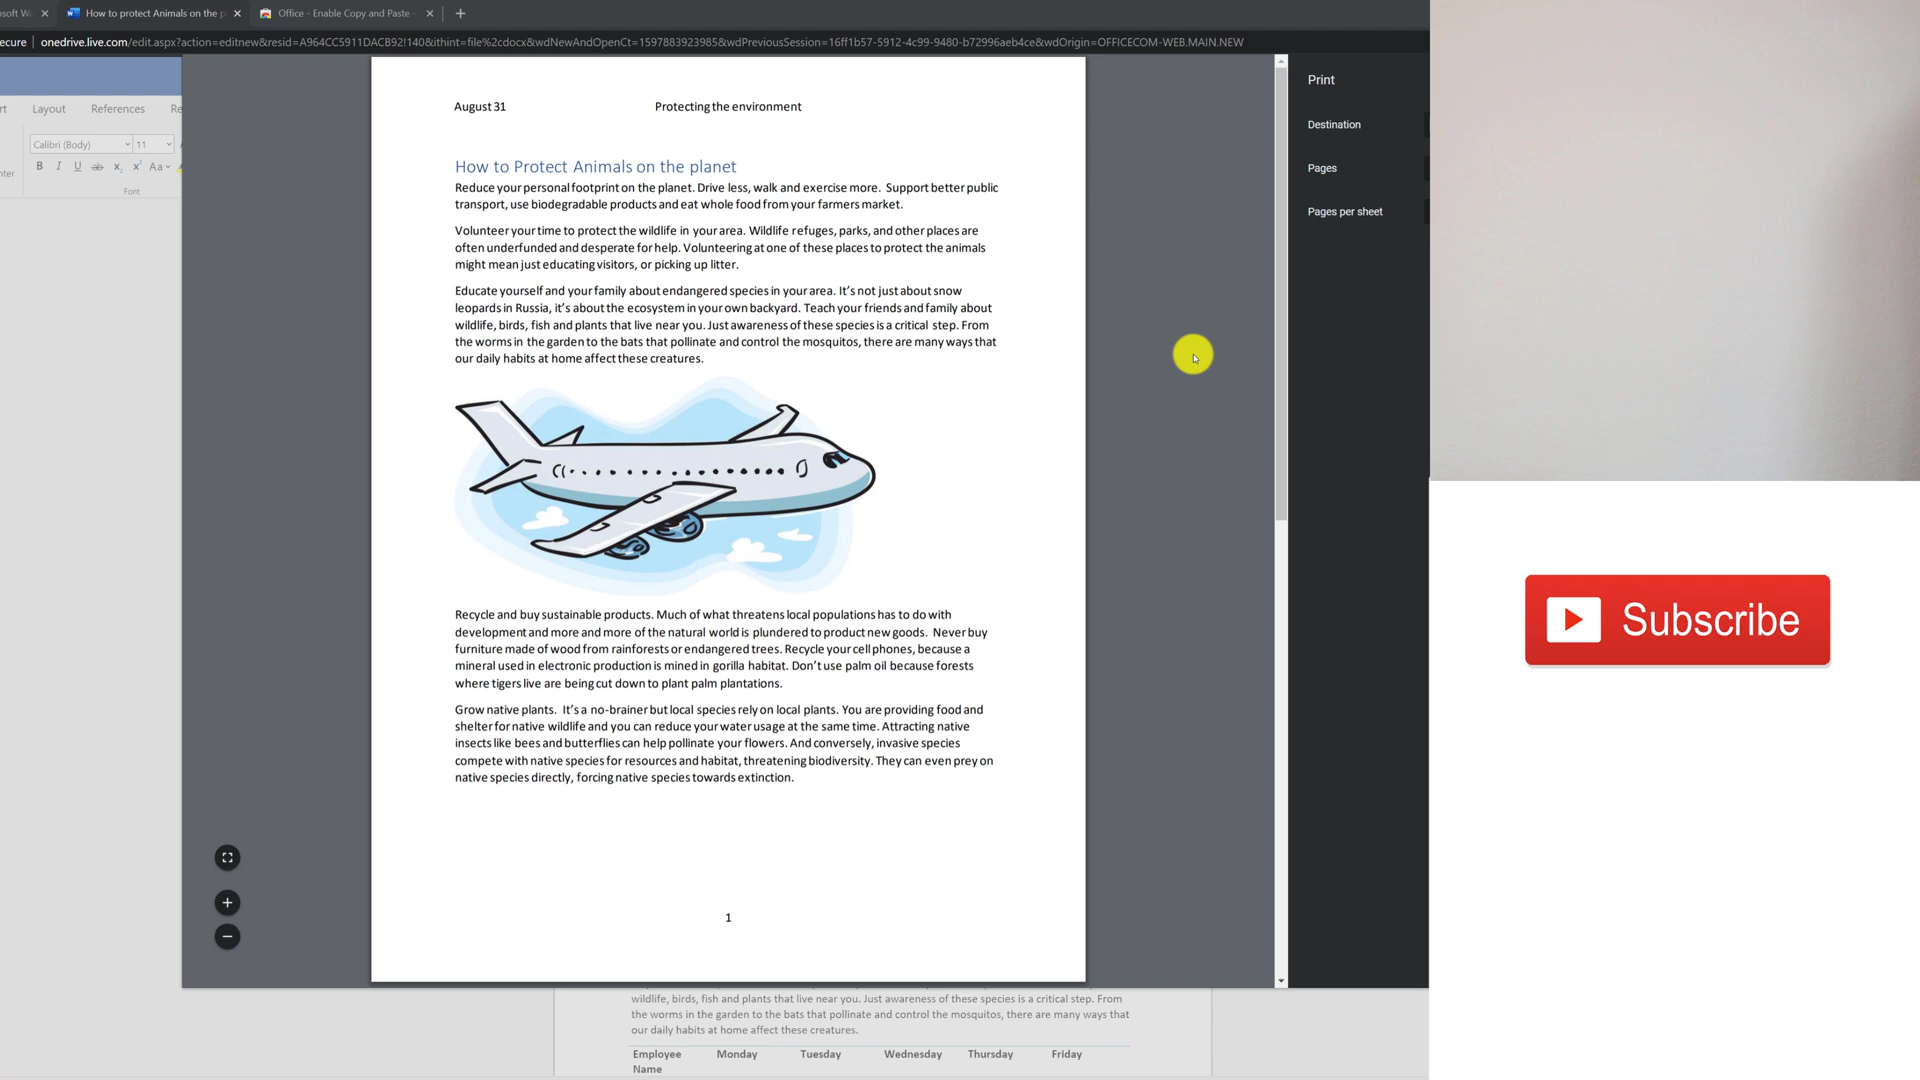 How to protect Animals on the p
Office - Enable Copy and Paste
onedrive.live.com/edit.aspx?action=editnew&resid=A964CC5911DACB92!140&ithint=file%2cdocx&wdNewAndOpenCt=1597883923985&wdPreviousSession=16ff1b57-5912-4c99-9480-b72996aeb4ce&wdOrigin=OFFICECOM-WEB.MAIN.NEW
Layout References
Calibri (Body) 11
B I U ab x₂ x² Aa
Font
August 31 Protecting the environment
How to Protect Animals on the planet
Reduce your personal footprint on the planet. Drive less, walk and exercise more. Support better public
transport, use biodegradable products and eat whole food from your farmers market.
Volunteer your time to protect the wildlife in your area. Wildlife refuges, parks, and other places are
often underfunded and desperate for help. Volunteering at one of these places to protect the animals
might mean just educating visitors, or picking up litter.
Educate yourself and your family about endangered species in your area. It's not just about snow
leopards in Russia, it's about the ecosystem in your own backyard. Teach your friends and family about
wildlife, birds, fish and plants that live near you. Just awareness of these species is a critical step. From
the worms in the garden to the bats that pollinate and control the mosquitos, there are many ways that
our daily habits at home affect these creatures.
Recycle and buy sustainable products. Much of what threatens local populations has to do with
development and more and more of the natural world is plundered to product new goods. Never buy
furniture made of wood from rainforests or endangered trees. Recycle your cell phones, because a
mineral used in electronic production is mined in gorilla habitat. Don't use palm oil because forests
where tigers live are being cut down to plant palm plantations.
Grow native plants. It's a no-brainer but local species rely on local plants. You are providing food and
shelter for native wildlife and you can reduce your water usage at the same time. Attracting native
insects like bees and butterflies can help pollinate your flowers. And conversely, invasive species
compete with native species for resources and habitat, threatening biodiversity. They can even prey on
native species directly, forcing native species towards extinction.
1
Print
Destination
Pages
Pages per sheet
Subscribe
wildlife, birds, fish and plants that live near you. Just awareness of these species is a critical step. From
the worms in the garden to the bats that pollinate and control the mosquitos, there are many ways that
our daily habits at home affect these creatures.
Employee Monday Tuesday Wednesday Thursday Friday
Name